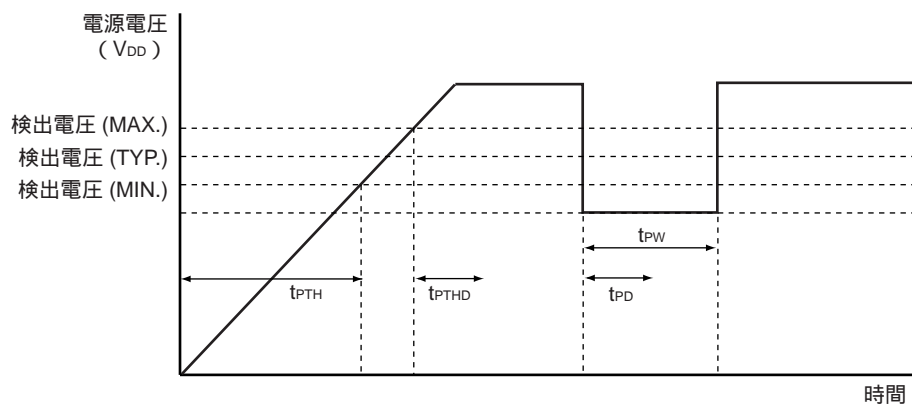 電源電圧
（VDD）
検出電圧 (MAX.)
検出電圧 (TYP.)
検出電圧 (MIN.)
tPW
tPTH
tPTHD
tPD
時間